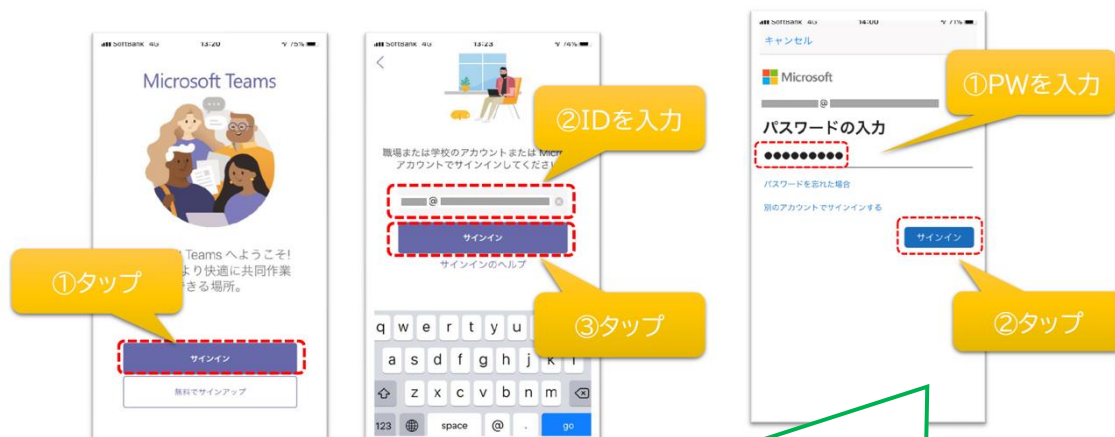 SoftBank 4G 13:20 75%
Microsoft Teams
Teams へようこそ!
より快適に共同作業
できる場所。
①タップ
サインイン
無料でサインアップ
SoftBank 4G 13:23 74%
②IDを入力
職場または学校のアカウントまたは Micr
アカウントでサインインしてください
@
サインイン
サインインのヘルプ
③タップ
q w e r t y u
a s d f g h j k l
z x c v b n m
123 space @ . go
SoftBank 4G 14:00 71%
キャンセル
Microsoft
①PWを入力
@
パスワードの入力
●●●●●●●●●
パスワードを忘れた場合
別のアカウントでサインインする
サインイン
②タップ